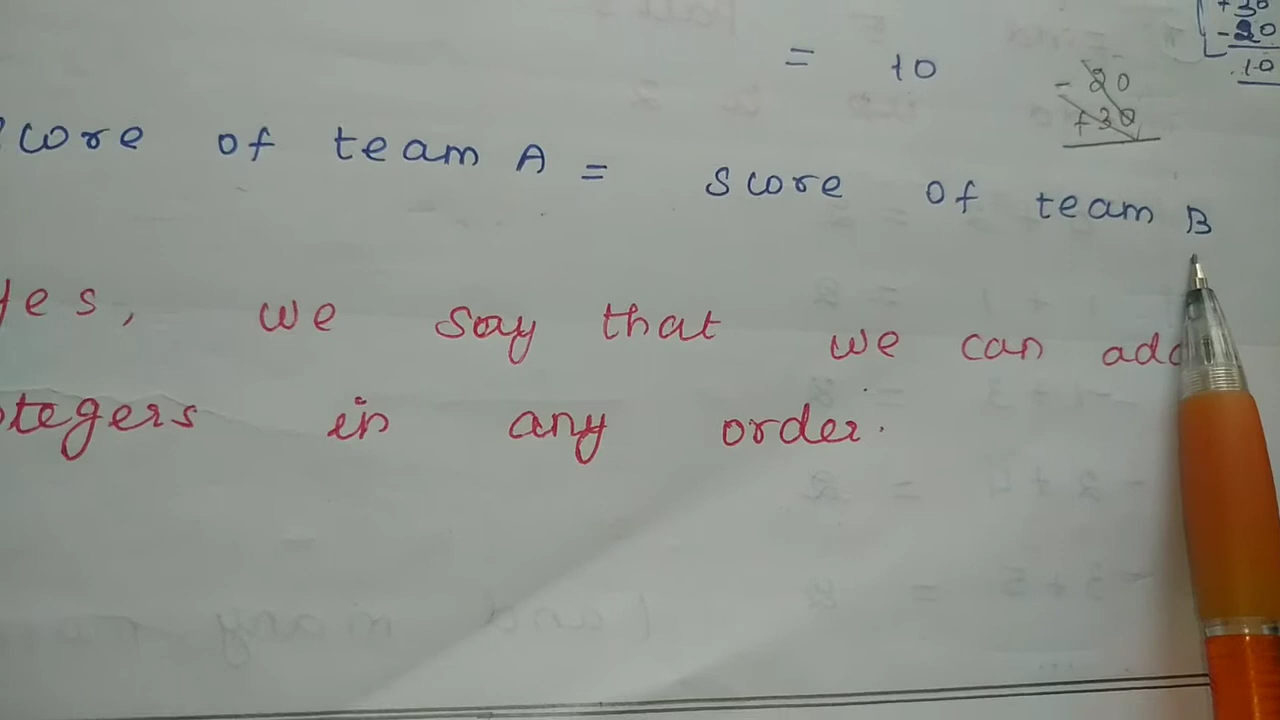 +30
= 10 - 20 - 20
+30 10
core of team A = score of team B
yes, we say that we can add
tegers in any order.